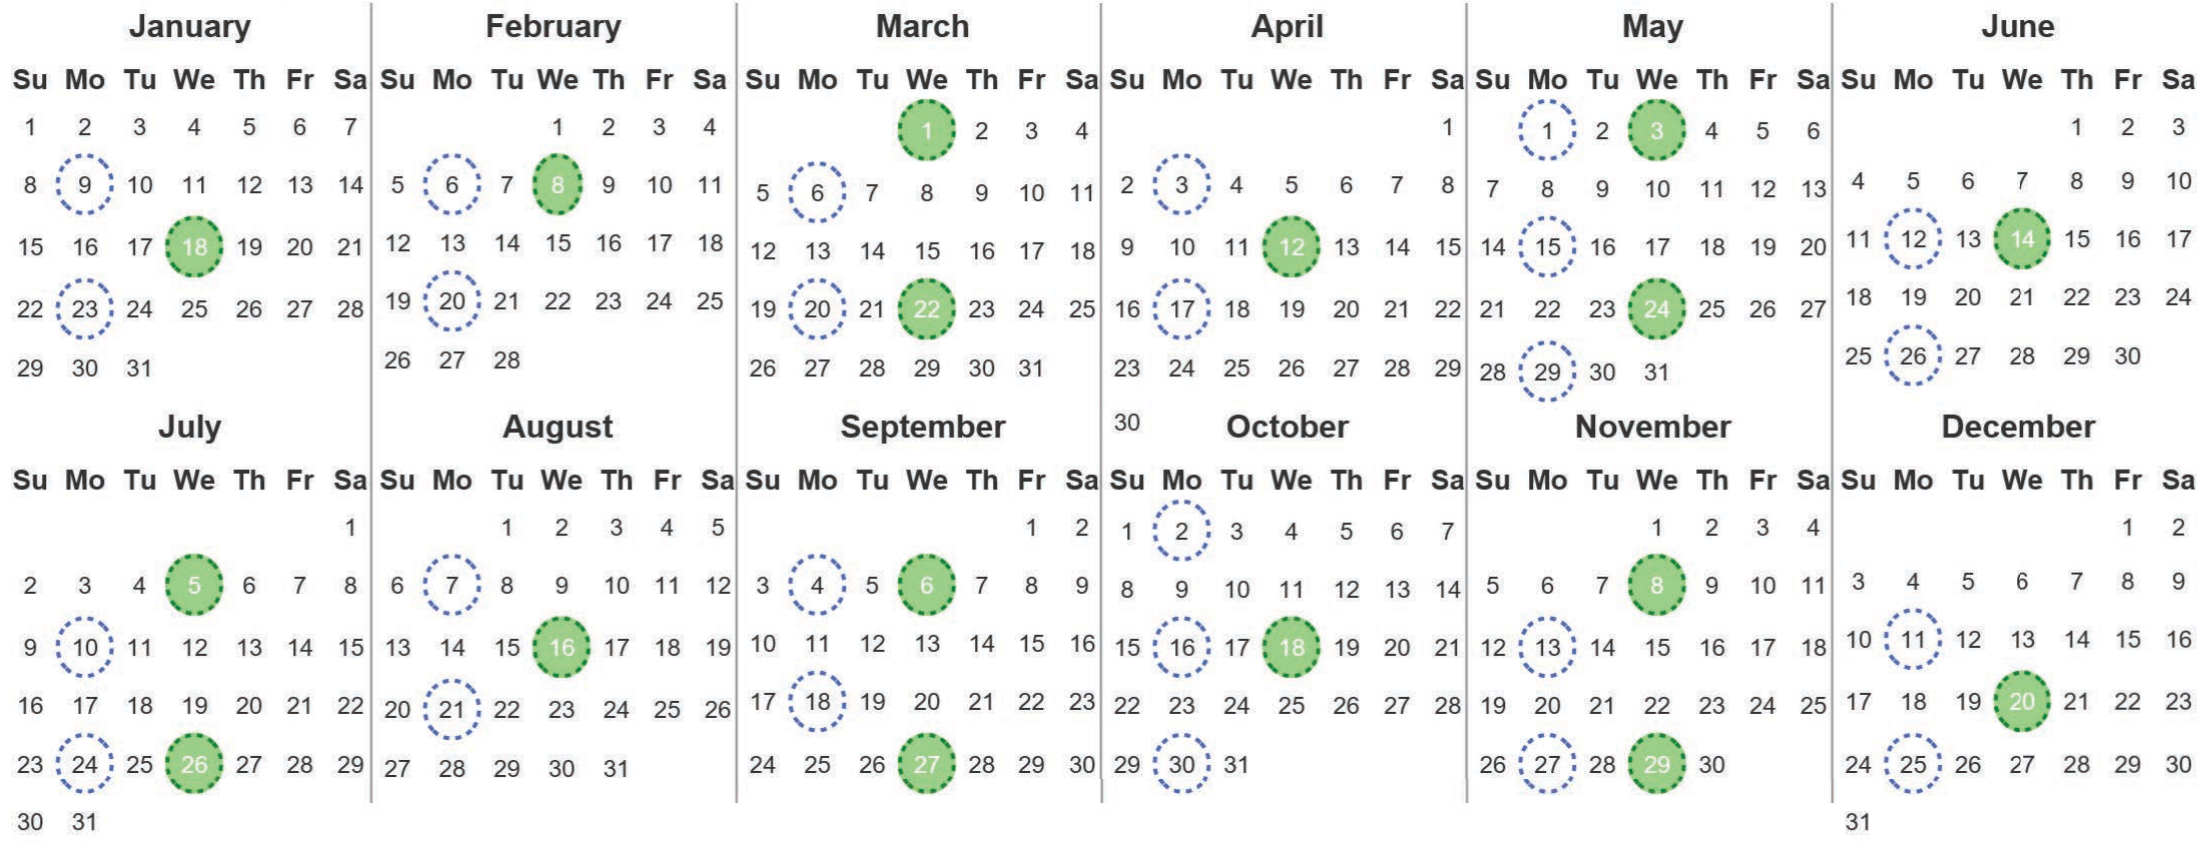 January
Su Mo Tu We Th Fr Sa
1 2 3 4 5 6 7
8 9 10 11 12 13 14
15 16 17 18 19 20 21
22 23 24 25 26 27 28
29 30 31
February
Su Mo Tu We Th Fr Sa
1 2 3 4
5 6 7 8 9 10 11
12 13 14 15 16 17 18
19 20 21 22 23 24 25
26 27 28
March
Su Mo Tu We Th Fr Sa
1 2 3 4
5 6 7 8 9 10 11
12 13 14 15 16 17 18
19 20 21 22 23 24 25
26 27 28 29 30 31
April
Su Mo Tu We Th Fr Sa
1
2 3 4 5 6 7 8
9 10 11 12 13 14 15
16 17 18 19 20 21 22
23 24 25 26 27 28 29
30
May
Su Mo Tu We Th Fr Sa
1 2 3 4 5 6
7 8 9 10 11 12 13
14 15 16 17 18 19 20
21 22 23 24 25 26 27
28 29 30 31
June
Su Mo Tu We Th Fr Sa
1 2 3
4 5 6 7 8 9 10
11 12 13 14 15 16 17
18 19 20 21 22 23 24
25 26 27 28 29 30
July
Su Mo Tu We Th Fr Sa
1
2 3 4 5 6 7 8
9 10 11 12 13 14 15
16 17 18 19 20 21 22
23 24 25 26 27 28 29
30 31
August
Su Mo Tu We Th Fr Sa
1 2 3 4 5
6 7 8 9 10 11 12
13 14 15 16 17 18 19
20 21 22 23 24 25 26
27 28 29 30 31
September
Su Mo Tu We Th Fr Sa
1 2
3 4 5 6 7 8 9
10 11 12 13 14 15 16
17 18 19 20 21 22 23
24 25 26 27 28 29 30
October
Su Mo Tu We Th Fr Sa
1 2 3 4 5 6 7
8 9 10 11 12 13 14
15 16 17 18 19 20 21
22 23 24 25 26 27 28
29 30 31
November
Su Mo Tu We Th Fr Sa
1 2 3 4
5 6 7 8 9 10 11
12 13 14 15 16 17 18
19 20 21 22 23 24 25
26 27 28 29 30
December
Su Mo Tu We Th Fr Sa
1 2
3 4 5 6 7 8 9
10 11 12 13 14 15 16
17 18 19 20 21 22 23
24 25 26 27 28 29 30
31